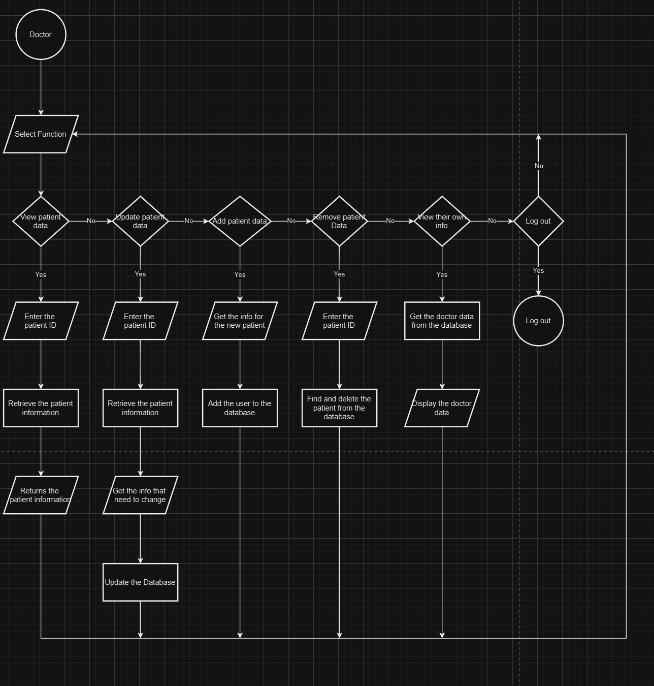 Doctor
Select Function
No
View patient
data
No
Update patient
data
No
Add patient data
No
Remove patient
Data
No
View their own
info
No
Log out
Yes
Yes
Yes
Yes
Yes
Yes
Enter the
patient ID
Enter the
patient ID
Get the info for
the new patient
Enter the
patient ID
Get the doctor data
from the database
Log out
Retrieve the patient
information
Retrieve the patient
information
Add the user to the
database
Find and delete the
patient from the
database
Display the doctor
data
Returns the
patient information
Get the info that
need to change
Update the Database